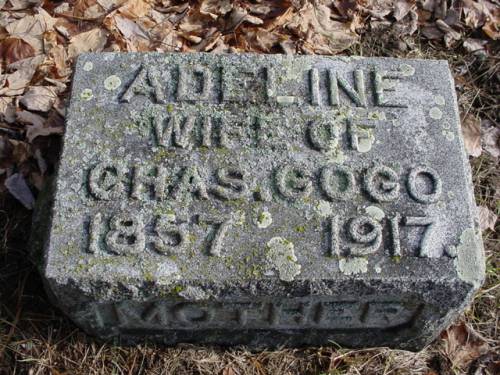 ADELINE
WIFE OF
CHAS. GOGO
1857 1917.
MOTHER